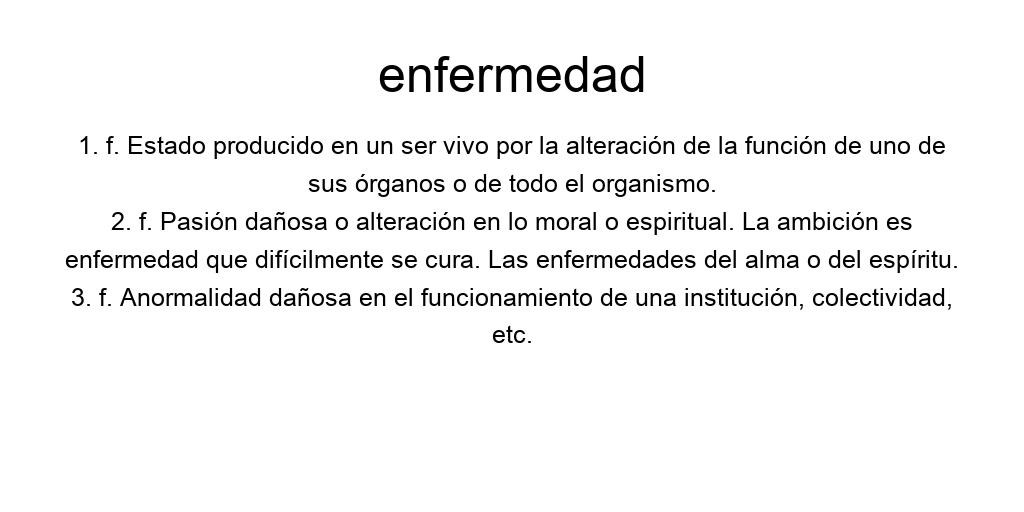 enfermedad
1. f. Estado producido en un ser vivo por la alteración de la función de uno de
sus órganos o de todo el organismo.
2. f. Pasión dañosa o alteración en lo moral o espiritual. La ambición es
enfermedad que difícilmente se cura. Las enfermedades del alma o del espíritu.
3. f. Anormalidad dañosa en el funcionamiento de una institución, colectividad,
etc.